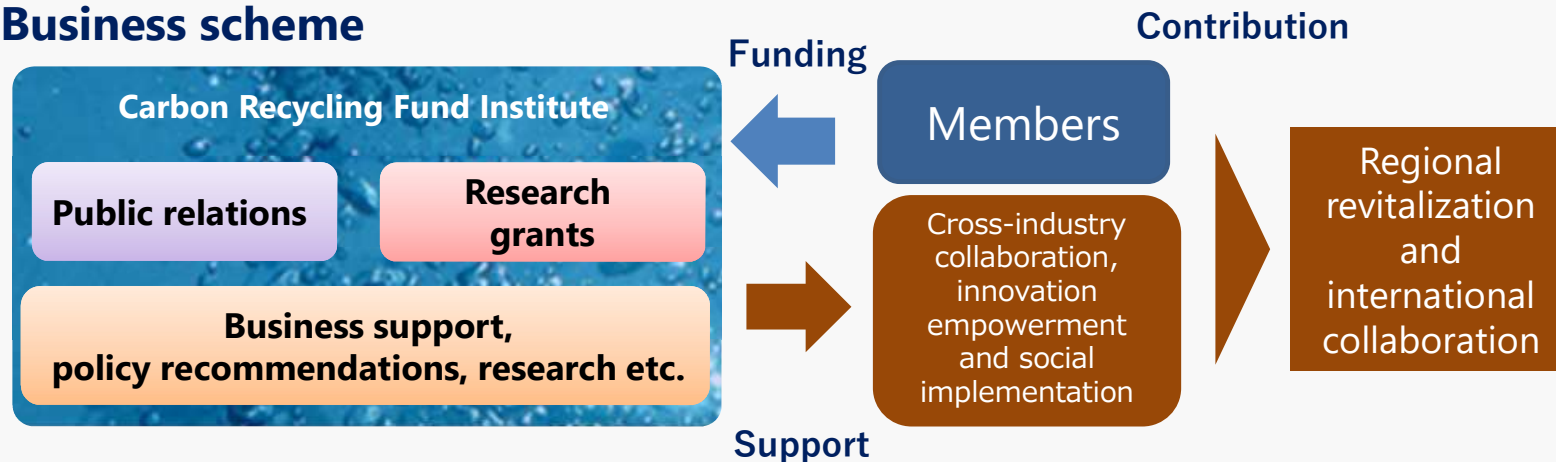 Business scheme
Carbon Recycling Fund Institute
Public relations
Research
grants
Business support,
policy recommendations, research etc.
Funding
Support
Members
Cross-industry
collaboration,
innovation
empowerment
and social
implementation
Contribution
Regional
revitalization
and
international
collaboration